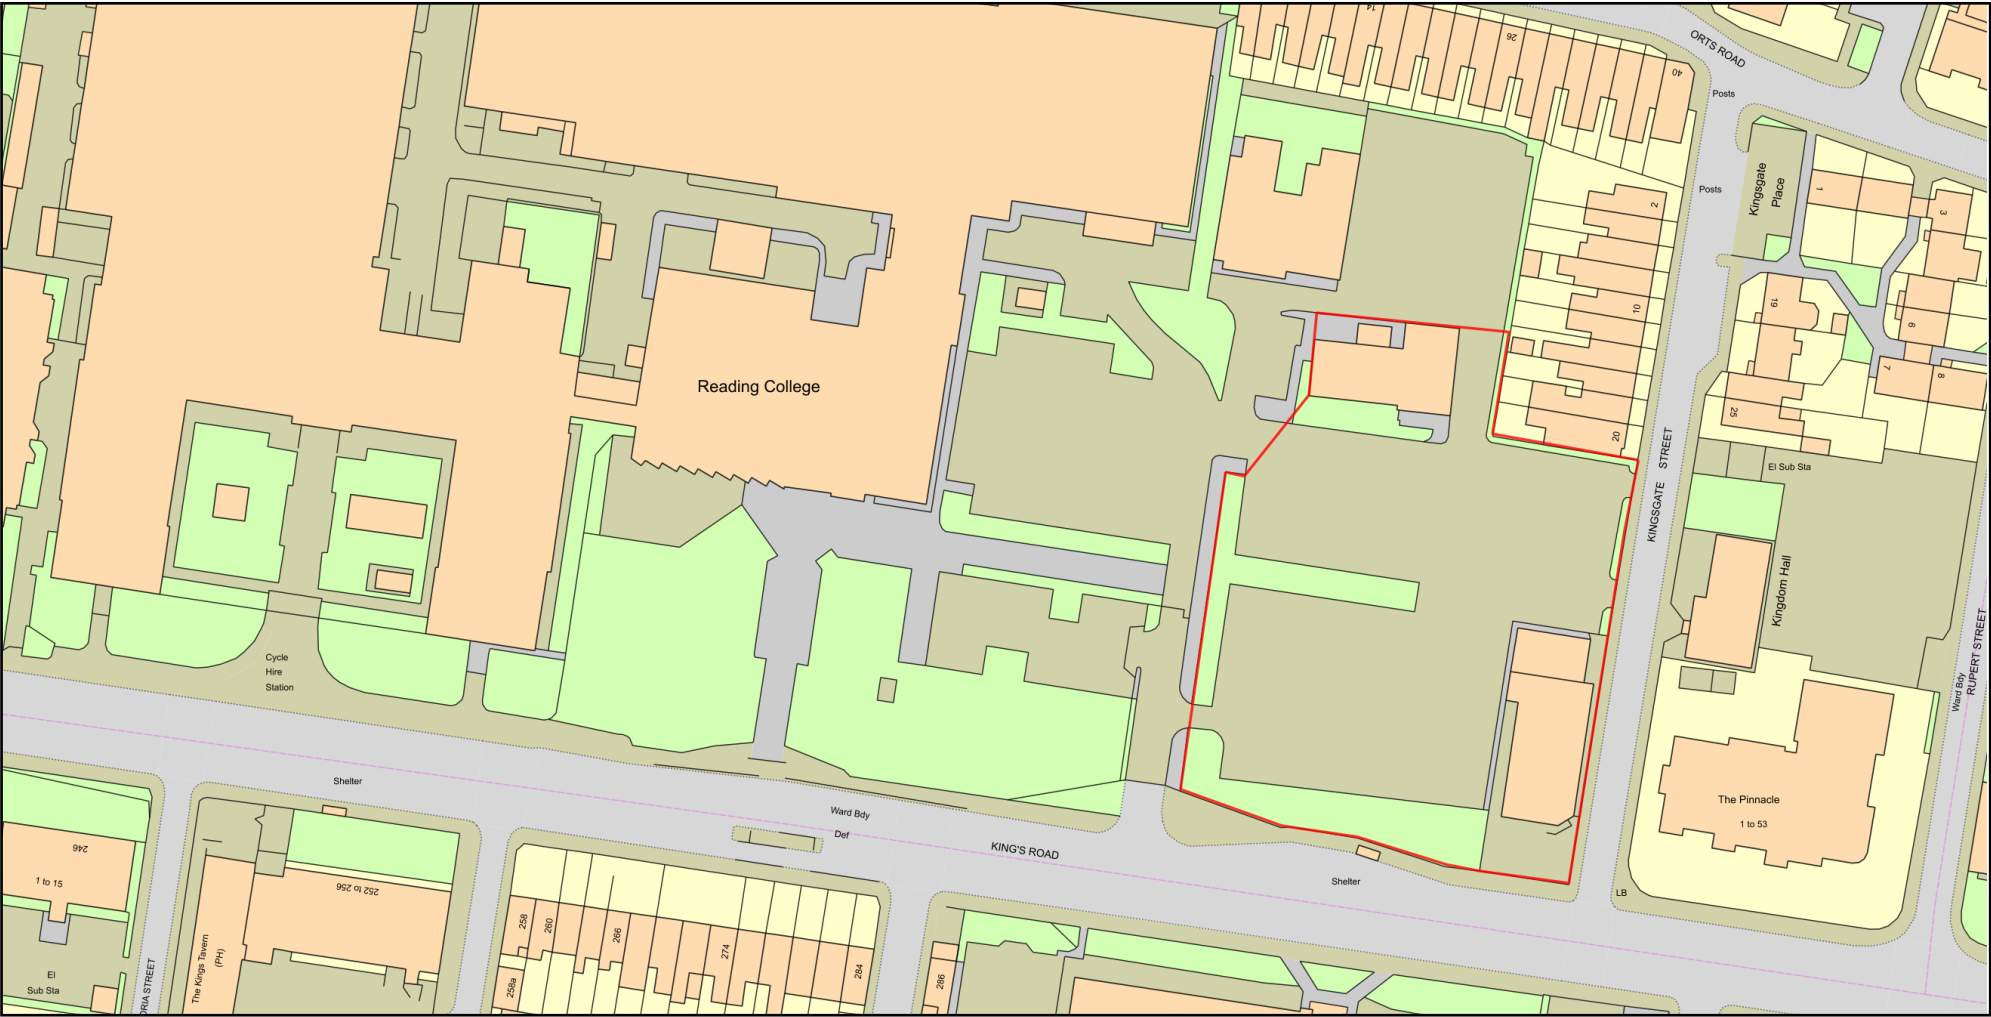 14
26
40
ORTS ROAD
Posts
Posts
Kingsgate
Place
1
3
2
10
19
6
7
8
25
20
Reading College
KINGSGATE STREET
El Sub Sta
Kingdom Hall
RUPERT STREET
Ward Bdy
Cycle
Hire
Station
Shelter
Ward Bdy
Def
KING'S ROAD
Shelter
LB
The Pinnacle
1 to 53
246
1 to 15
252 to 256
The Kings Tavern
(PH)
El
Sub Sta
ORIA STREET
258
260
266
274
284
286
258a